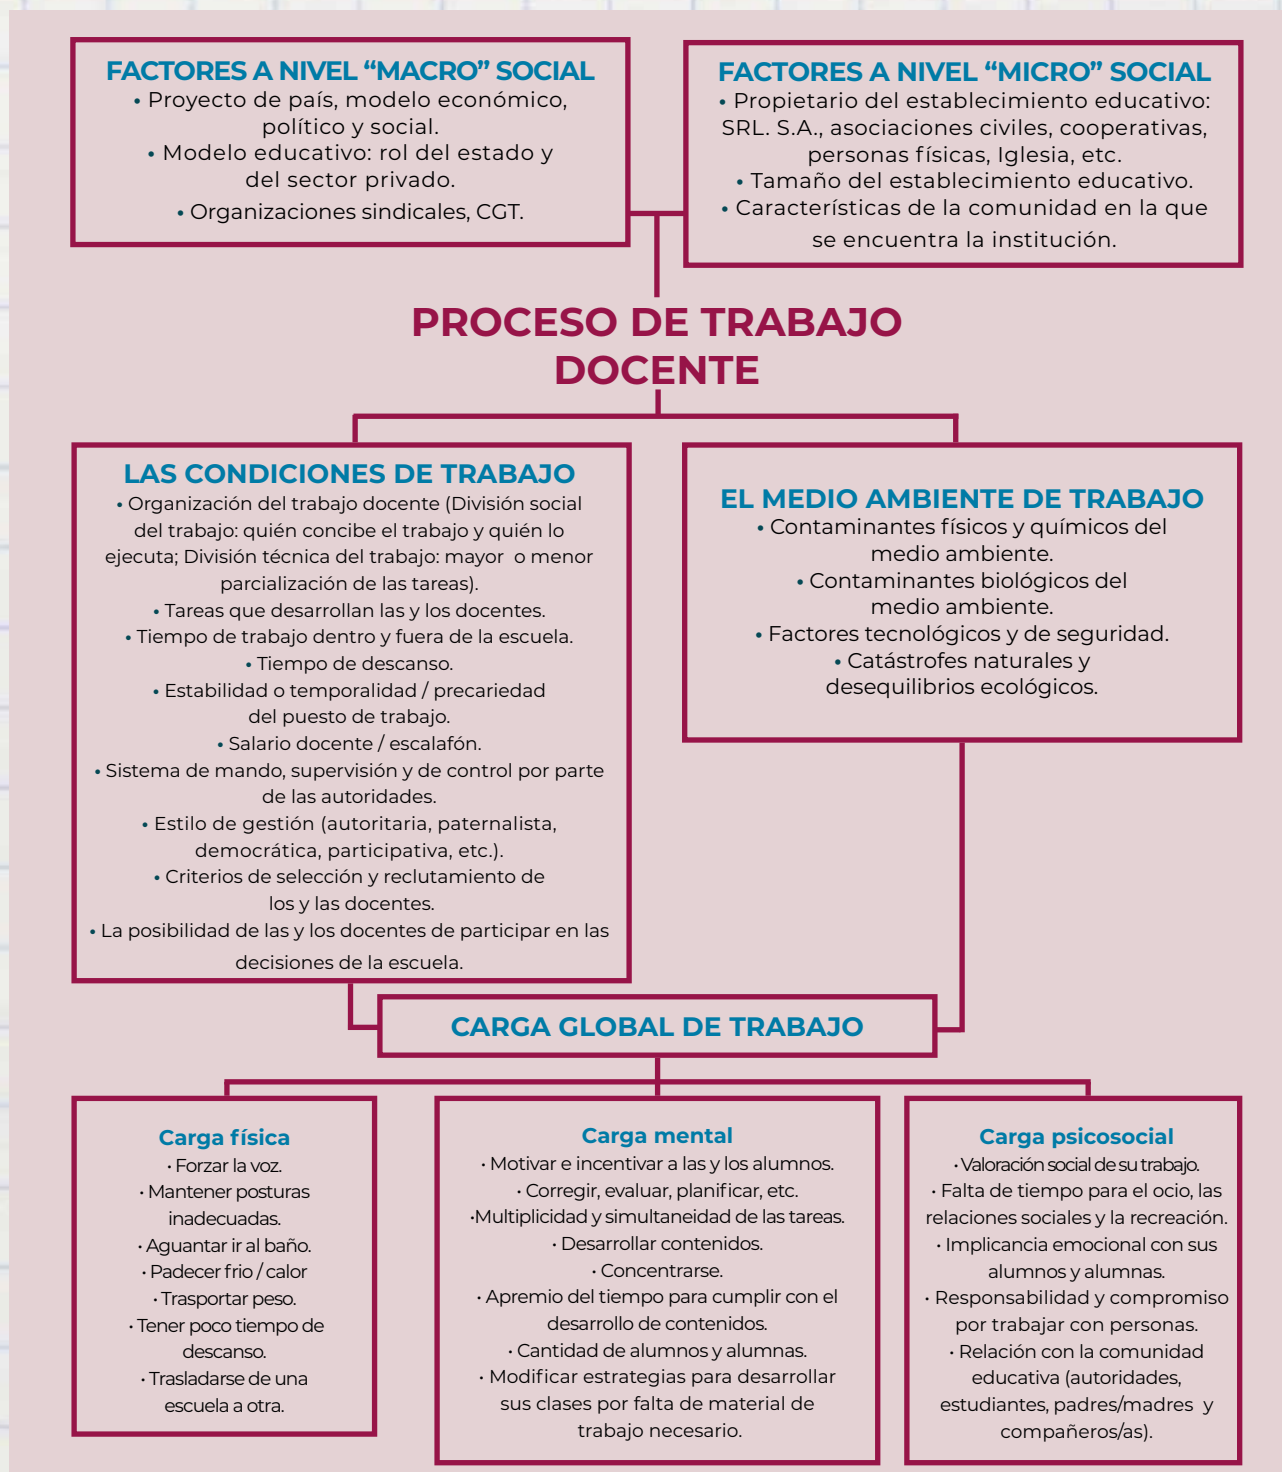 FACTORES A NIVEL “MACRO” SOCIAL
• Proyecto de país, modelo económico,
político y social.
• Modelo educativo: rol del estado y
del sector privado.
• Organizaciones sindicales, CGT.
FACTORES A NIVEL “MICRO” SOCIAL
• Propietario del establecimiento educativo:
SRL. S.A., asociaciones civiles, cooperativas,
personas físicas, Iglesia, etc.
• Tamaño del establecimiento educativo.
• Características de la comunidad en la que
se encuentra la institución.
PROCESO DE TRABAJO
DOCENTE
LAS CONDICIONES DE TRABAJO
• Organización del trabajo docente (División social
del trabajo: quién concibe el trabajo y quién lo
ejecuta; División técnica del trabajo: mayor o menor
parcialización de las tareas).
• Tareas que desarrollan las y los docentes.
• Tiempo de trabajo dentro y fuera de la escuela.
• Tiempo de descanso.
• Estabilidad o temporalidad / precariedad
del puesto de trabajo.
• Salario docente / escalafón.
• Sistema de mando, supervisión y de control por parte
de las autoridades.
• Estilo de gestión (autoritaria, paternalista,
democrática, participativa, etc.).
• Criterios de selección y reclutamiento de
los y las docentes.
• La posibilidad de las y los docentes de participar en las
decisiones de la escuela.
EL MEDIO AMBIENTE DE TRABAJO
• Contaminantes físicos y químicos del
medio ambiente.
• Contaminantes biológicos del
medio ambiente.
• Factores tecnológicos y de seguridad.
• Catástrofes naturales y
desequilibrios ecológicos.
CARGA GLOBAL DE TRABAJO
Carga física
• Forzar la voz.
• Mantener posturas
inadecuadas.
• Aguantar ir al baño.
• Padecer frio / calor
• Trasportar peso.
• Tener poco tiempo de
descanso.
• Trasladarse de una
escuela a otra.
Carga mental
• Motivar e incentivar a las y los alumnos.
• Corregir, evaluar, planificar, etc.
•Multiplicidad y simultaneidad de las tareas.
• Desarrollar contenidos.
• Concentrarse.
• Apremio del tiempo para cumplir con el
desarrollo de contenidos.
• Cantidad de alumnos y alumnas.
• Modificar estrategias para desarrollar
sus clases por falta de material de
trabajo necesario.
Carga psicosocial
• Valoración social de su trabajo.
• Falta de tiempo para el ocio, las
relaciones sociales y la recreación.
• Implicancia emocional con sus
alumnos y alumnas.
• Responsabilidad y compromiso
por trabajar con personas.
• Relación con la comunidad
educativa (autoridades,
estudiantes, padres/madres y
compañeros/as).